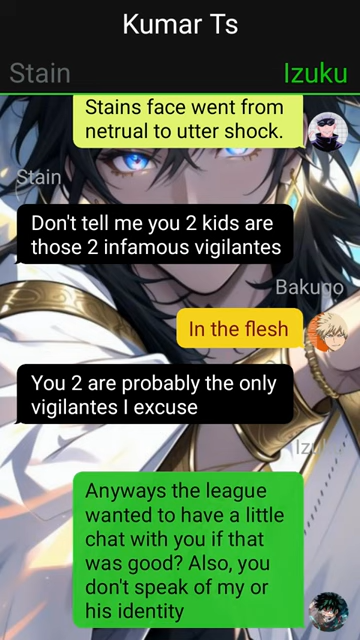 Kumar Ts
Stain
Izuku
Stains face went from
netrual to utter shock.
Stain
Don't tell me you 2 kids are
those 2 infamous vigilantes
Bakugo
In the flesh
You 2 are probably the only
vigilantes I excuse
Izuku
Anyways the league
wanted to have a little
chat with you if that
was good? Also, you
don't speak of my or
his identity